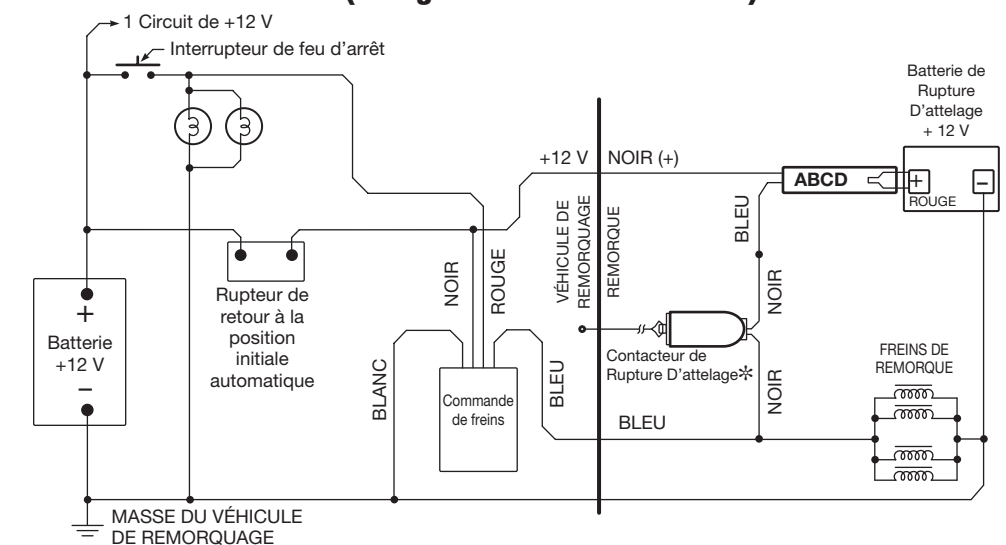 1 Circuit de +12 V
Interrupteur de feu d'arrêt
Batterie de
Rupture
D'attelage
+ 12 V
+12 V
NOIR (+)
ABCD
+
−
ROUGE
BLEU
VÉHICULE DE
REMORQUAGE
REMORQUE
NOIR
ROUGE
NOIR
Rupteur de
retour à la
position
initiale
automatique
+
Batterie
+12 V
−
Contacteur de
Rupture D'attelage✻
FREINS DE
REMORQUE
BLANC
Commande
de freins
BLEU
NOIR
BLEU
MASSE DU VÉHICULE
DE REMORQUAGE